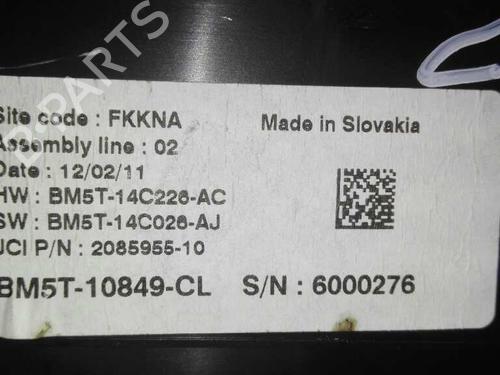 Site code : FKKNA
Made in Slovakia
Assembly line : 02
Date : 12/02/11
HW : BM5T-14C226-AC
SW : BM5T-14C026-AJ
JCI P/N : 2085955-10
BM5T-10849-CL S/N : 6000276
B-PARTS